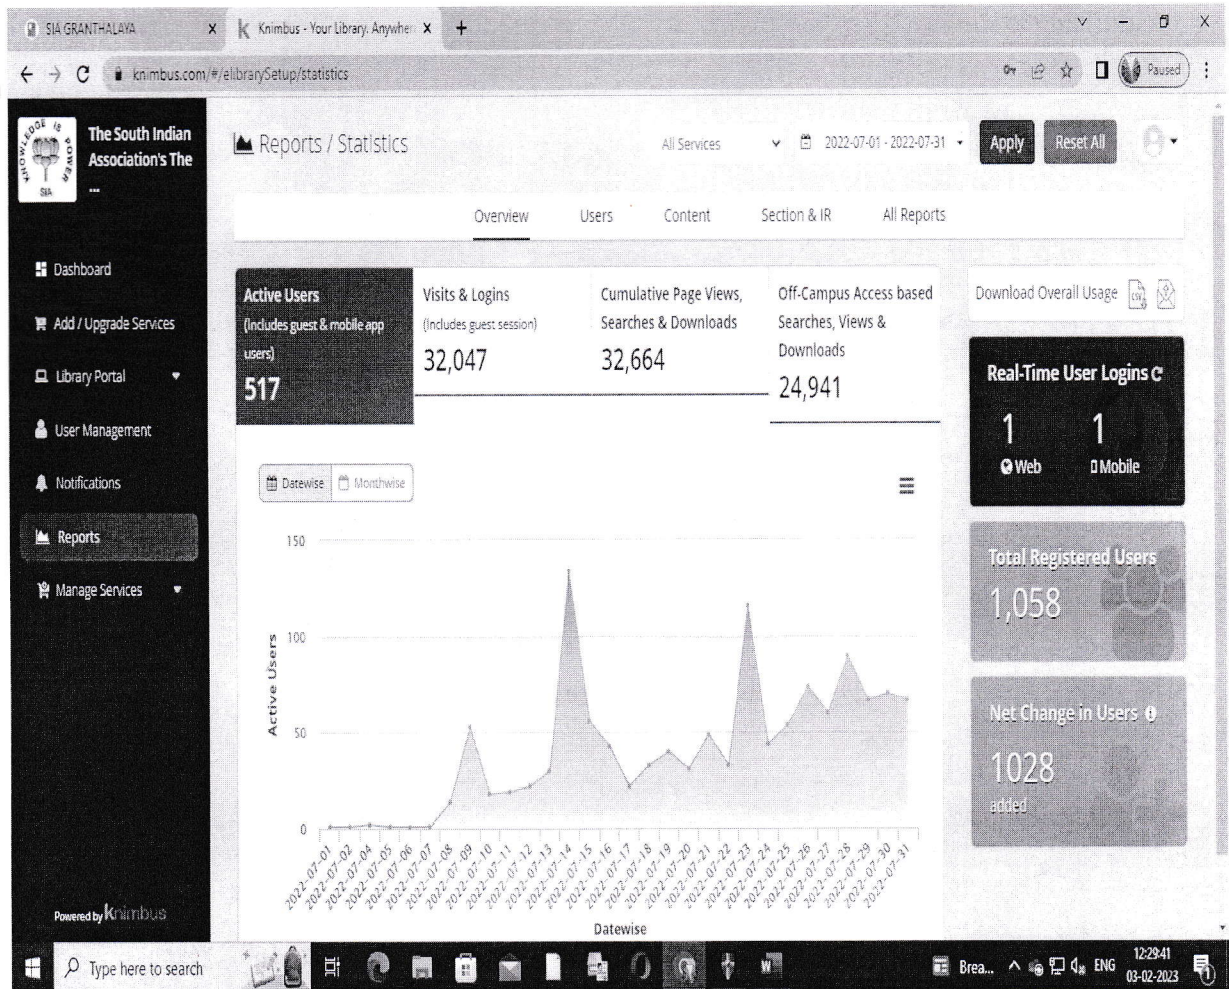 SIA GRANTHALAYA
Knimbus - Your Library. Anywher
knimbus.com/#/elibrarySetup/statistics
Paused
KNOWLEDGE IS POWER
SIA
The South Indian
Association's The
...
Dashboard
Add / Upgrade Services
Library Portal
User Management
Notifications
Reports
Manage Services
Powered by Knimbus
Reports / Statistics
All Services
2022-07-01 - 2022-07-31
Apply
Reset All
Overview
Users
Content
Section & IR
All Reports
Active Users
(Includes guest & mobile app
users)
517
Visits & Logins
(Includes guest session)
32,047
Cumulative Page Views,
Searches & Downloads
32,664
Off-Campus Access based
Searches, Views &
Downloads
24,941
Download Overall Usage
CSV
Real-Time User Logins
1
Web
1
Mobile
Total Registered Users
1,058
Net Change in Users
1028
added
Datewise
Monthwise
Active Users
150
100
50
0
2022-07-01
2022-07-02
2022-07-04
2022-07-05
2022-07-06
2022-07-07
2022-07-08
2022-07-09
2022-07-10
2022-07-11
2022-07-12
2022-07-13
2022-07-14
2022-07-15
2022-07-16
2022-07-17
2022-07-18
2022-07-19
2022-07-20
2022-07-21
2022-07-22
2022-07-23
2022-07-24
2022-07-25
2022-07-26
2022-07-27
2022-07-28
2022-07-29
2022-07-30
2022-07-31
Datewise
Type here to search
Brea...
ENG
12:29:41
03-02-2023
1